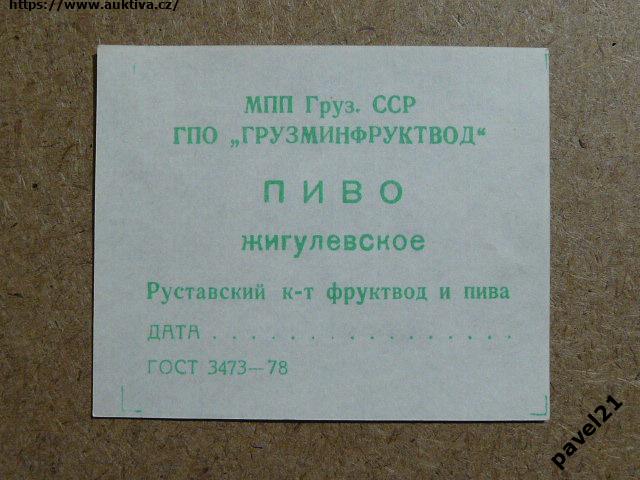 https://www.auktiva.cz/
МПП Груз. ССР
ГПО „ГРУЗМИНФРУКТВОД“
ПИВО
жигулевское
Руставский к-т фруктвод и пива
ДАТА . . . . . . . . . . . . . . . .
ГОСТ 3473—78
pavel21